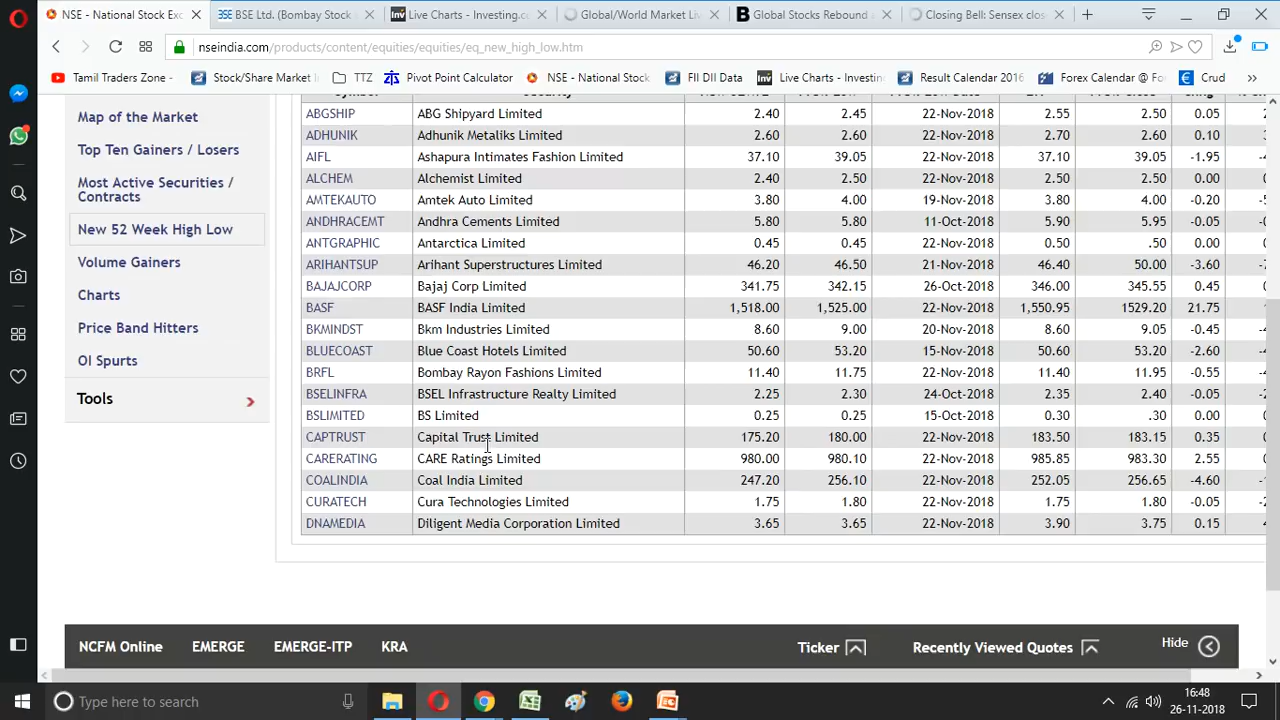 NSE - National Stock Exc
BSE Ltd. (Bombay Stock
Live Charts - Investing.c
Global/World Market Liv
Global Stocks Rebound a
Closing Bell: Sensex clos
nseindia.com/products/content/equities/equities/eq_new_high_low.htm
Tamil Traders Zone -
Stock/Share Market
TTZ
Pivot Point Calculator
NSE - National Stock
FII DII Data
Live Charts - Investin
Result Calendar 2016
Forex Calendar @ Fo
Crud
Map of the Market
Top Ten Gainers / Losers
Most Active Securities /
Contracts
New 52 Week High Low
Volume Gainers
Charts
Price Band Hitters
OI Spurts
Tools
ABGSHIP ABG Shipyard Limited 2.40 2.45 22-Nov-2018 2.55 2.50 0.05
ADHUNIK Adhunik Metaliks Limited 2.60 2.60 22-Nov-2018 2.70 2.60 0.10
AIFL Ashapura Intimates Fashion Limited 37.10 39.05 22-Nov-2018 37.10 39.05 -1.95
ALCHEM Alchemist Limited 2.40 2.50 22-Nov-2018 2.50 2.50 0.00
AMTEKAUTO Amtek Auto Limited 3.80 4.00 19-Nov-2018 3.80 4.00 -0.20
ANDHRACEMT Andhra Cements Limited 5.80 5.80 11-Oct-2018 5.90 5.95 -0.05
ANTGRAPHIC Antarctica Limited 0.45 0.45 22-Nov-2018 0.50 .50 0.00
ARIHANTSUP Arihant Superstructures Limited 46.20 46.50 21-Nov-2018 46.40 50.00 -3.60
BAJAJCORP Bajaj Corp Limited 341.75 342.15 26-Oct-2018 346.00 345.55 0.45
BASF BASF India Limited 1,518.00 1,525.00 22-Nov-2018 1,550.95 1529.20 21.75
BKMINDST Bkm Industries Limited 8.60 9.00 20-Nov-2018 8.60 9.05 -0.45
BLUECOAST Blue Coast Hotels Limited 50.60 53.20 15-Nov-2018 50.60 53.20 -2.60
BRFL Bombay Rayon Fashions Limited 11.40 11.75 22-Nov-2018 11.40 11.95 -0.55
BSELINFRA BSEL Infrastructure Realty Limited 2.25 2.30 24-Oct-2018 2.35 2.40 -0.05
BSLIMITED BS Limited 0.25 0.25 15-Oct-2018 0.30 .30 0.00
CAPTRUST Capital Trust Limited 175.20 180.00 22-Nov-2018 183.50 183.15 0.35
CARERATING CARE Ratings Limited 980.00 980.10 22-Nov-2018 985.85 983.30 2.55
COALINDIA Coal India Limited 247.20 256.10 22-Nov-2018 252.05 256.65 -4.60
CURATECH Cura Technologies Limited 1.75 1.80 22-Nov-2018 1.75 1.80 -0.05
DNAMEDIA Diligent Media Corporation Limited 3.65 3.65 22-Nov-2018 3.90 3.75 0.15
NCFM Online EMERGE EMERGE-ITP KRA Ticker Recently Viewed Quotes Hide
Type here to search
16:48
26-11-2018